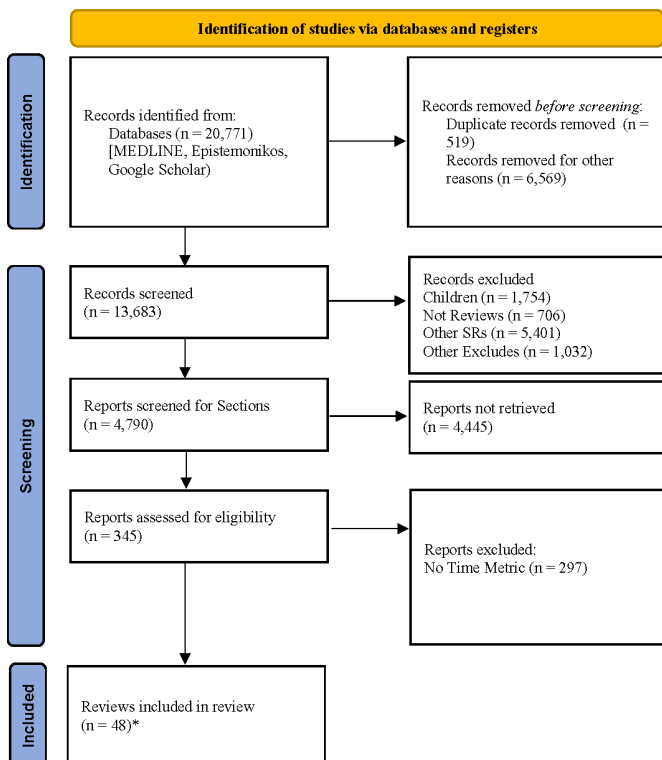 Identification of studies via databases and registers
Identification
Records identified from:
Databases (n = 20,771)
[MEDLINE, Epistemonikos,
Google Scholar)
Records removed before screening:
Duplicate records removed (n =
519)
Records removed for other
reasons (n = 6,569)
Screening
Records screened
(n = 13,683)
Records excluded
Children (n = 1,754)
Not Reviews (n = 706)
Other SRs (n = 5,401)
Other Excludes (n = 1,032)
Reports screened for Sections
(n = 4,790)
Reports not retrieved
(n = 4,445)
Reports assessed for eligibility
(n = 345)
Reports excluded:
No Time Metric (n = 297)
Included
Reviews included in review
(n = 48)*